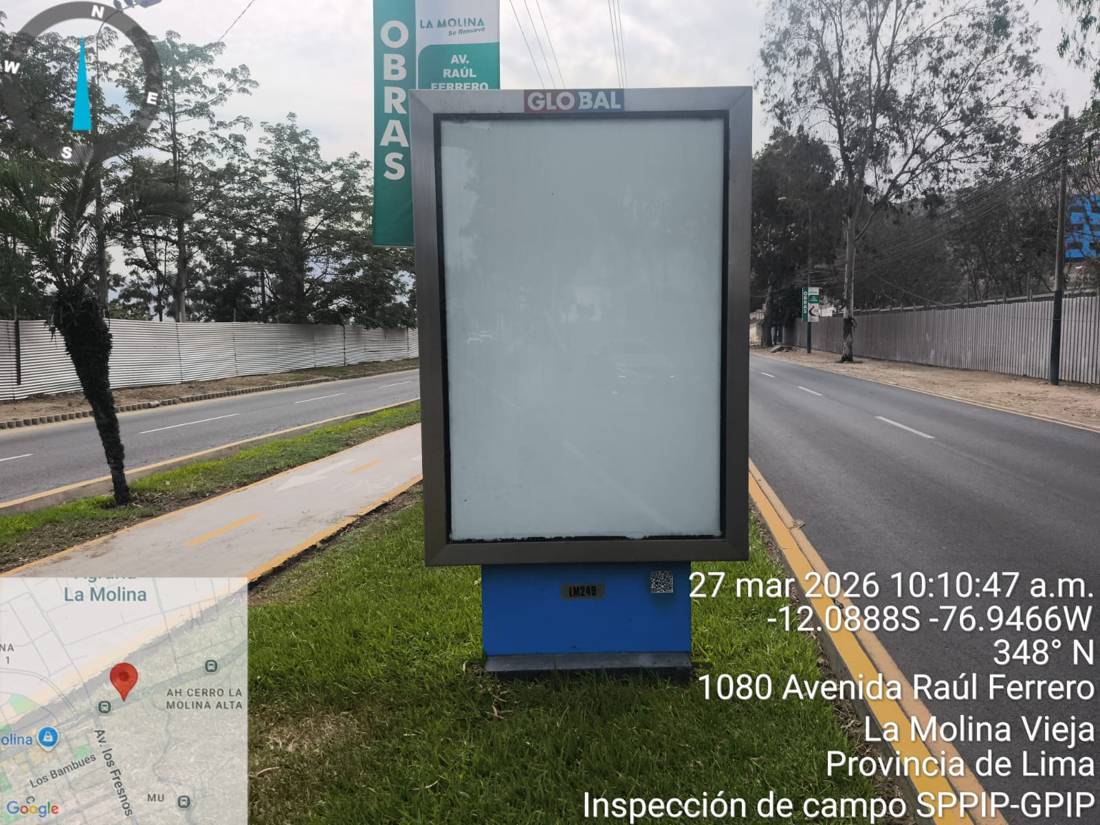 N
W
E
S
OBRAS
LA MOLINA
Se Renueva
AV.
RAÚL
FERRERO
GLOBAL
LM249
27 mar 2026 10:10:47 a.m.
-12.0888S -76.9466W
348° N
1080 Avenida Raúl Ferrero
La Molina Vieja
Provincia de Lima
Inspección de campo SPPIP-GPIP
La Molina
NA
1
AH CERRO LA
MOLINA ALTA
olina
Av. los Fresnos
Los Bambues
MU
Google